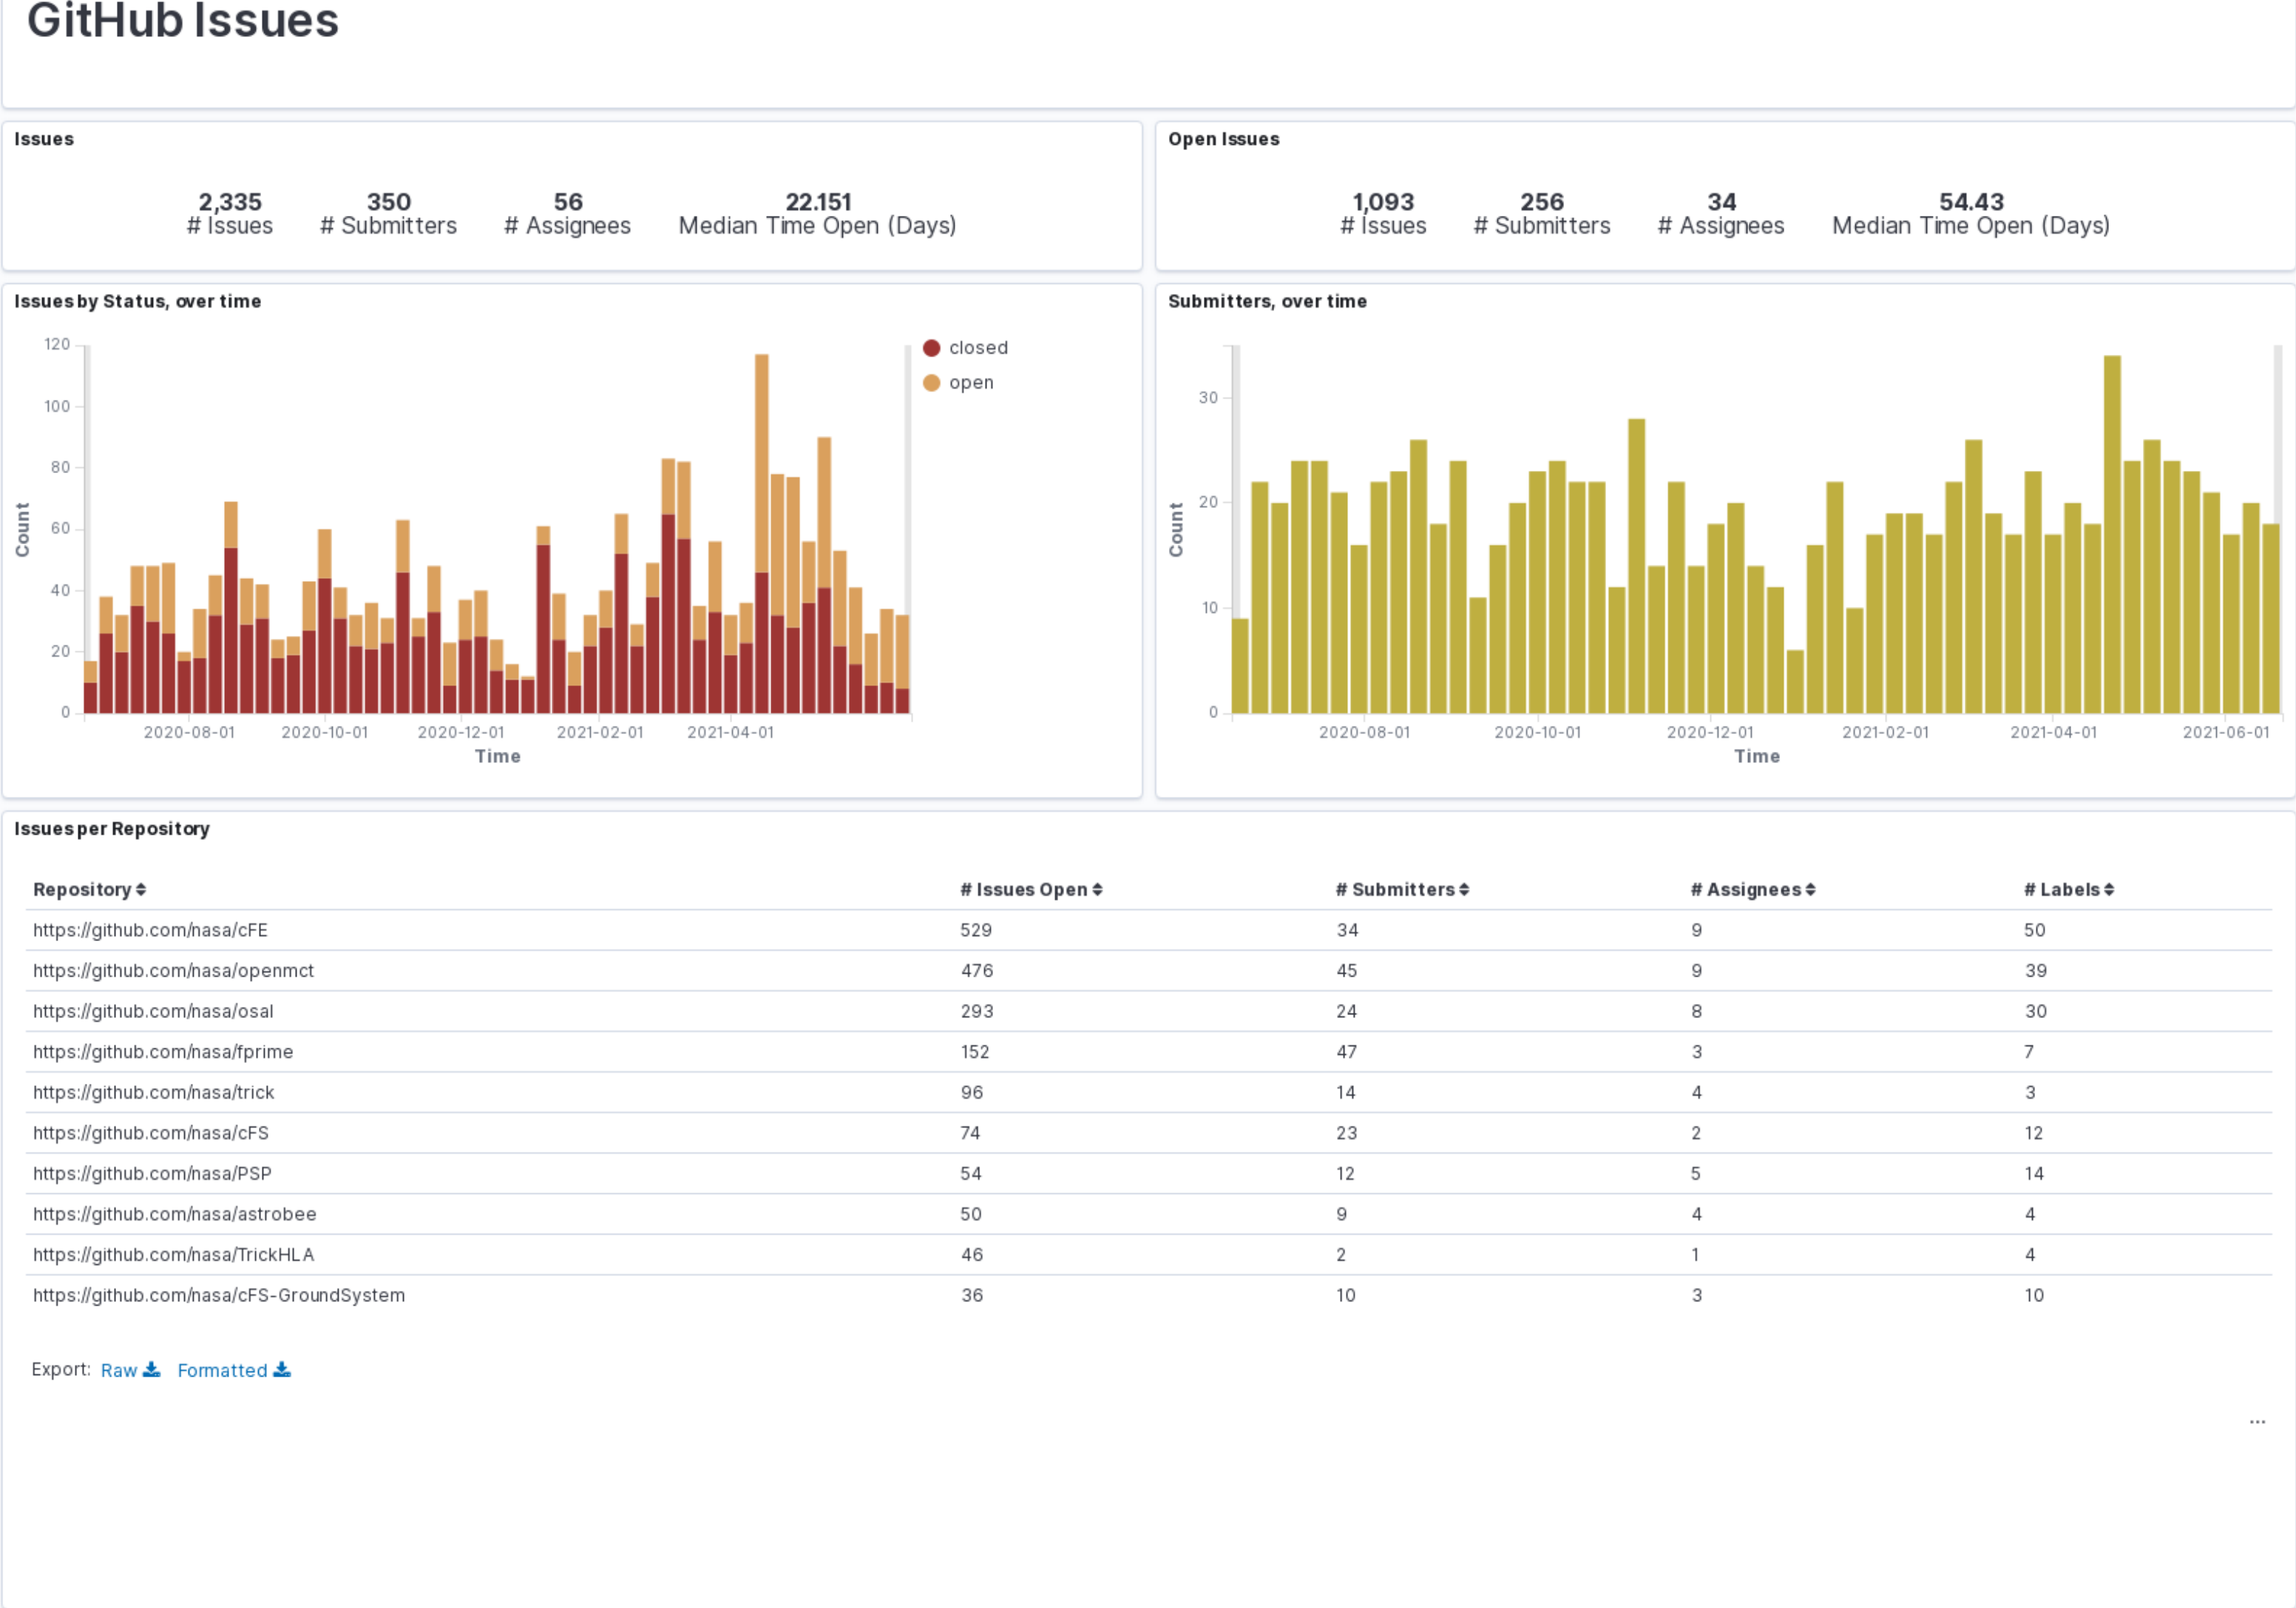 GitHub Issues
Issues
2,335 350 56 22.151
# Issues # Submitters # Assignees Median Time Open (Days)
Open Issues
1,093 256 34 54.43
# Issues # Submitters # Assignees Median Time Open (Days)
Issues by Status, over time
120
100
80
60
40
20
0
Count
2020-08-01 2020-10-01 2020-12-01 2021-02-01 2021-04-01
Time
closed
open
Submitters, over time
30
20
10
0
Count
2020-08-01 2020-10-01 2020-12-01 2021-02-01 2021-04-01 2021-06-01
Time
Issues per Repository
Repository # Issues Open # Submitters # Assignees # Labels
https://github.com/nasa/cFE 529 34 9 50
https://github.com/nasa/openmct 476 45 9 39
https://github.com/nasa/osal 293 24 8 30
https://github.com/nasa/fprime 152 47 3 7
https://github.com/nasa/trick 96 14 4 3
https://github.com/nasa/cFS 74 23 2 12
https://github.com/nasa/PSP 54 12 5 14
https://github.com/nasa/astrobee 50 9 4 4
https://github.com/nasa/TrickHLA 46 2 1 4
https://github.com/nasa/cFS-GroundSystem 36 10 3 10
Export: Raw Formatted
...